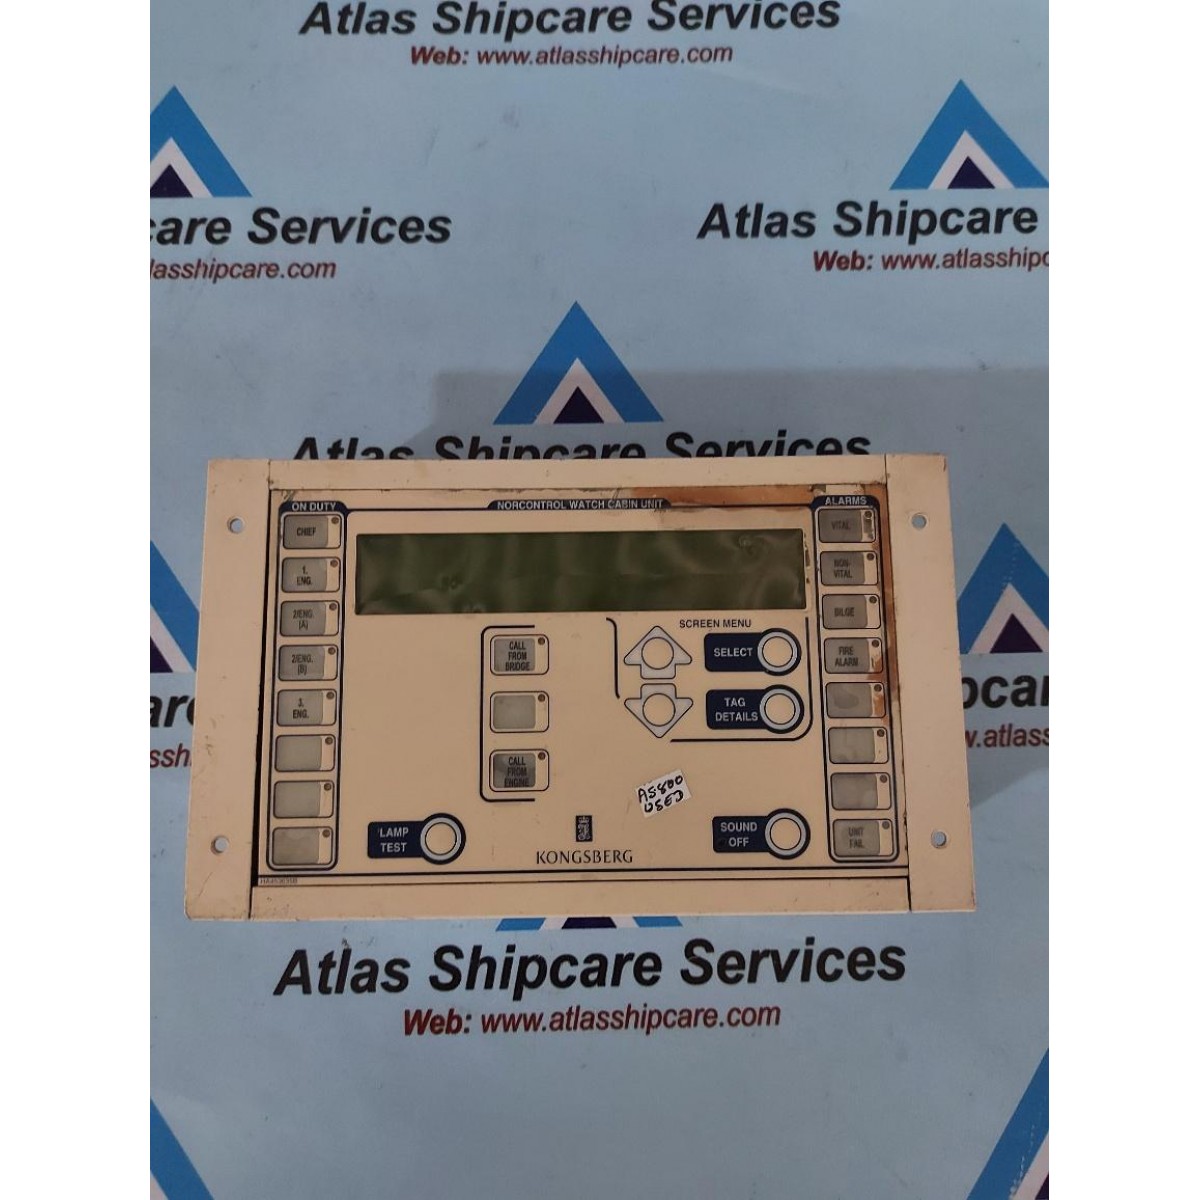 Atlas Shipcare Services
Web: www.atlasshipcare.com
care Services
lasshipcare.com
Atlas Shipcare
Web: www.atlasshipc
Atlas Shipcare Services
NORCONTROL WATCH CABIN UNIT
ON DUTY
CHIEF
1.
ENG.
2/ENG
(A)
2/ENG.
(B)
3.
ENG.
CALL
FROM
BRIDGE
CALL
FROM
ENGINE
SCREEN MENU
SELECT
TAG
DETAILS
ALARMS
VITAL
NON-
VITAL
BILGE
FIRE
ALARM
UNIT
FAIL
AS800
USED
LAMP
TEST
SOUND
OFF
KONGSBERG
pcar
w.atlass
Atlas Shipcare Services
Web: www.atlasshipcare.com